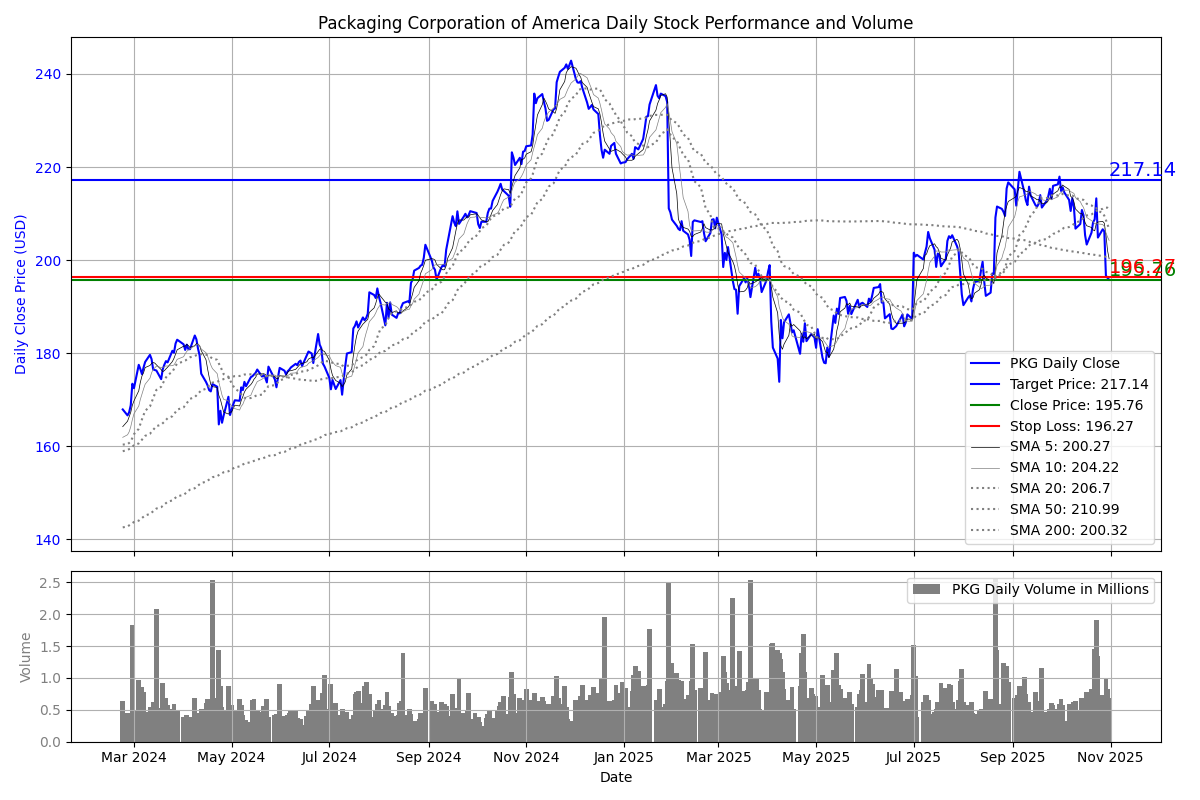 Packaging Corporation of America Daily Stock Performance and Volume
Daily Close Price (USD)
240
220
200
180
160
140
217.14
196.27
195.76
PKG Daily Close
Target Price: 217.14
Close Price: 195.76
Stop Loss: 196.27
SMA 5: 200.27
SMA 10: 204.22
SMA 20: 206.7
SMA 50: 210.99
SMA 200: 200.32
Volume
2.5
2.0
1.5
1.0
0.5
0.0
PKG Daily Volume in Millions
Mar 2024 May 2024 Jul 2024 Sep 2024 Nov 2024 Jan 2025 Mar 2025 May 2025 Jul 2025 Sep 2025 Nov 2025
Date